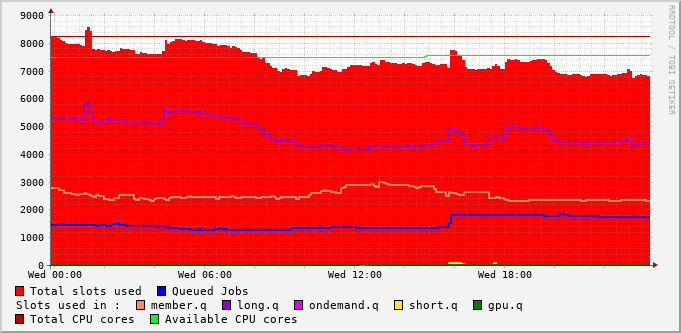 9000
8000
7000
6000
5000
4000
3000
2000
1000
0
Wed 00:00 Wed 06:00 Wed 12:00 Wed 18:00
Total slots used Queued Jobs
Slots used in : member.q long.q ondemand.q short.q gpu.q
Total CPU cores Available CPU cores
RRDTOOL / TOBI OETIKER